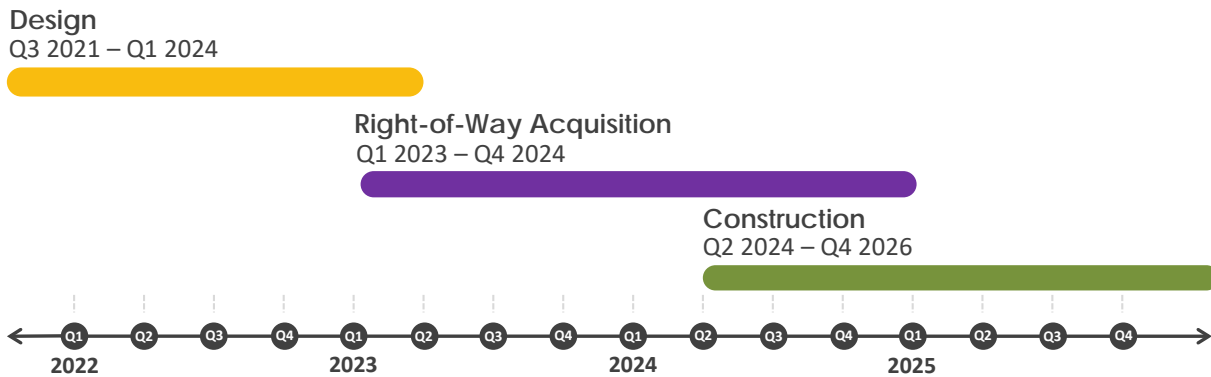 Design
Q3 2021 – Q1 2024
Right-of-Way Acquisition
Q1 2023 – Q4 2024
Construction
Q2 2024 – Q4 2026
Q1 Q2 Q3 Q4 Q1 Q2 Q3 Q4 Q1 Q2 Q3 Q4 Q1 Q2 Q3 Q4
2022 2023 2024 2025